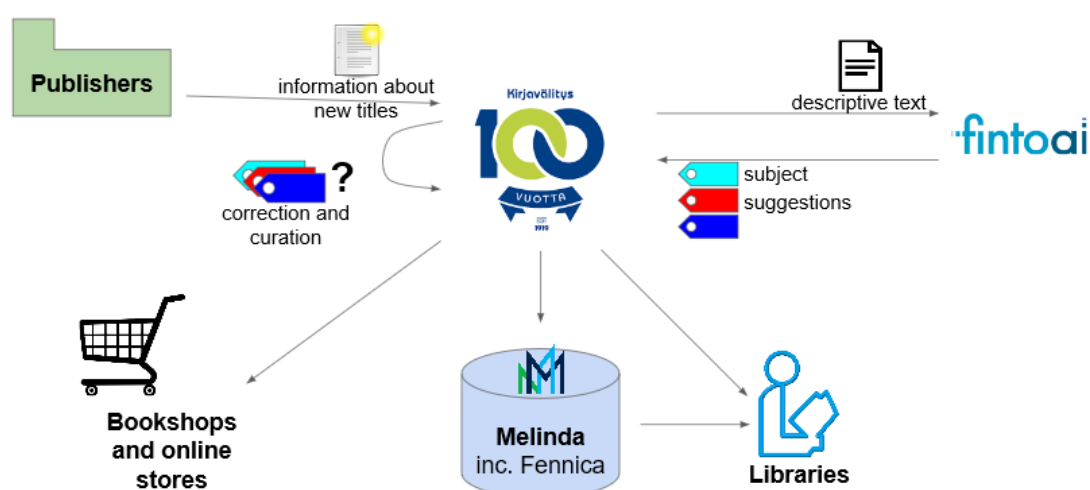 Publishers
information about
new titles
Kirjavälitys
100
VUOTTA
EST
1919
descriptive text
fintoai
subject
suggestions
?
correction and
curation
Bookshops
and online
stores
Melinda
inc. Fennica
Libraries